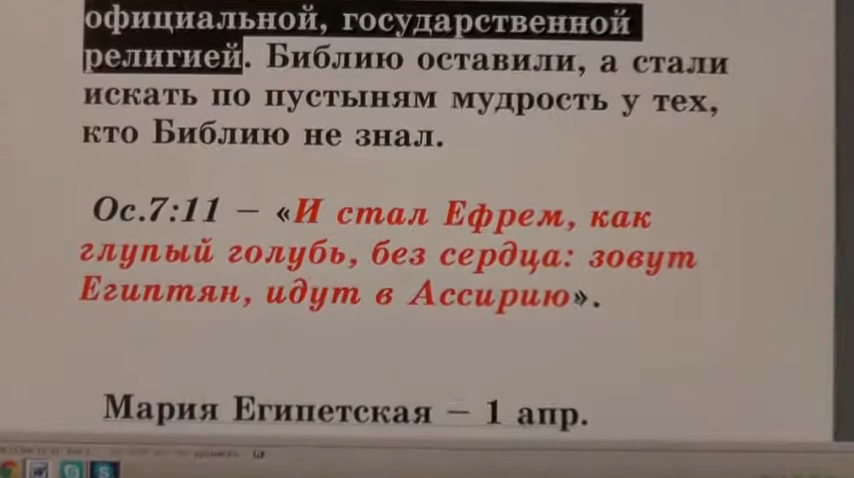 официальной, государственной
религией. Библию оставили, а стали
искать по пустыням мудрость у тех,
кто Библию не знал.
Ос.7:11 – «И стал Ефрем, как
глупый голубь, без сердца: зовут
Египтян, идут в Ассирию».
Мария Египетская – 1 апр.